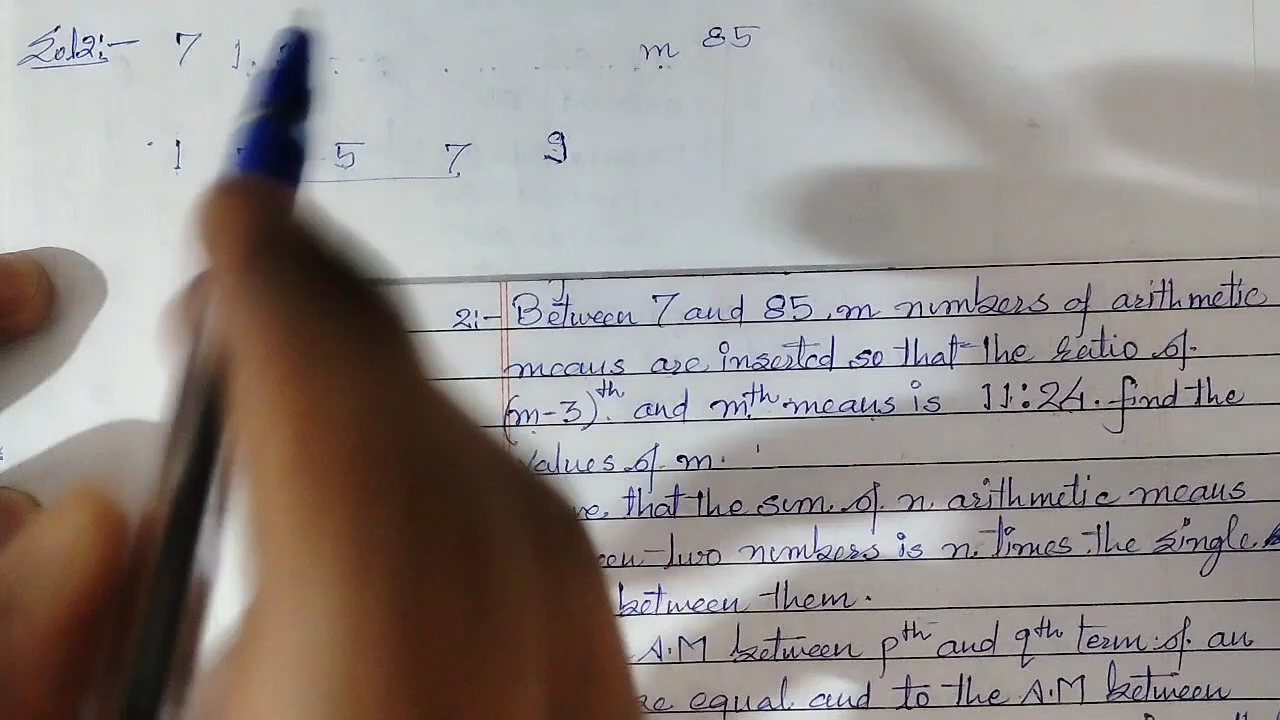 Sol2:- 7 1, m 85
1 5 7 9
2:- Between 7 and 85, m numbers of arithmetic
means are inserted so that the ratio of
(m-3)th and mth means is 11:24. find the
values of m.
that the sum of n arithmetic means
two numbers is n times the single
between them.
A.M between pth and qth term of an
equal and to the A.M between